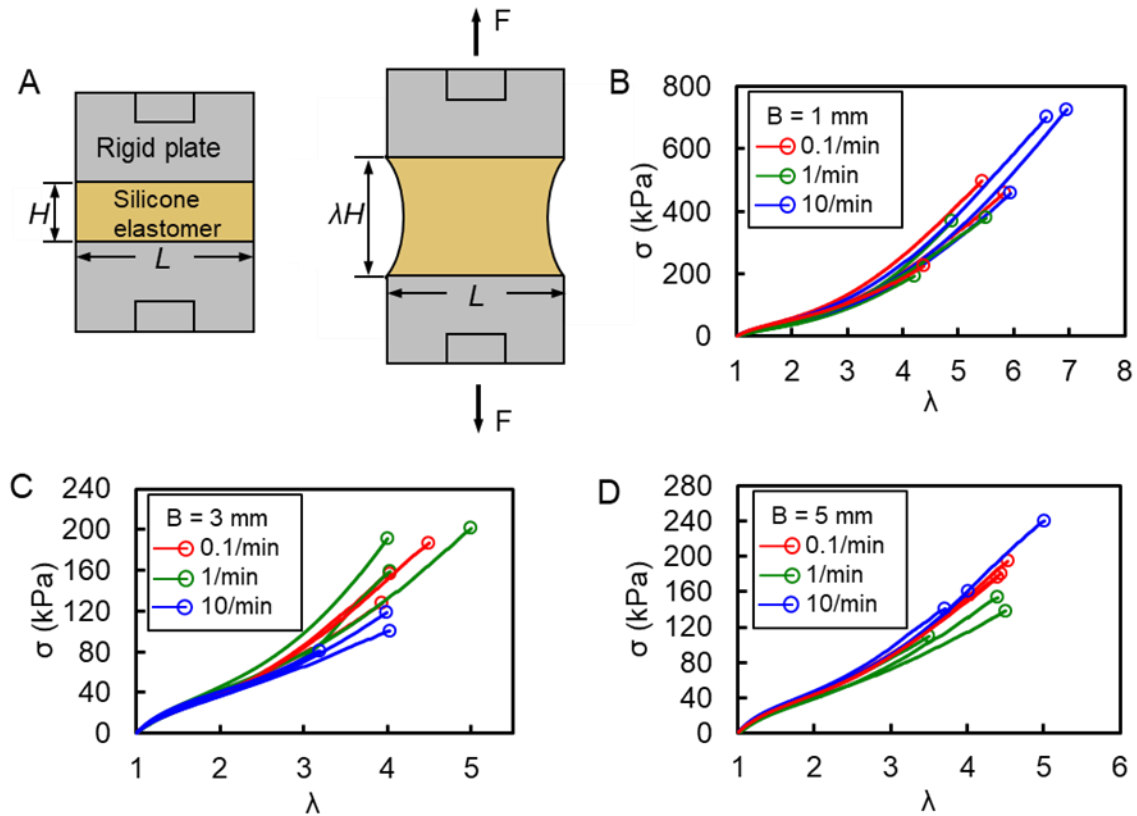 A
F
Rigid plate
Silicone
elastomer
H
L
λH
L
F
B
B = 1 mm
0.1/min
1/min
10/min
σ (kPa)
800
600
400
200
0
1 2 3 4 5 6 7 8
λ
C
B = 3 mm
0.1/min
1/min
10/min
σ (kPa)
240
200
160
120
80
40
0
1 2 3 4 5
λ
D
B = 5 mm
0.1/min
1/min
10/min
σ (kPa)
280
240
200
160
120
80
40
0
1 2 3 4 5 6
λ